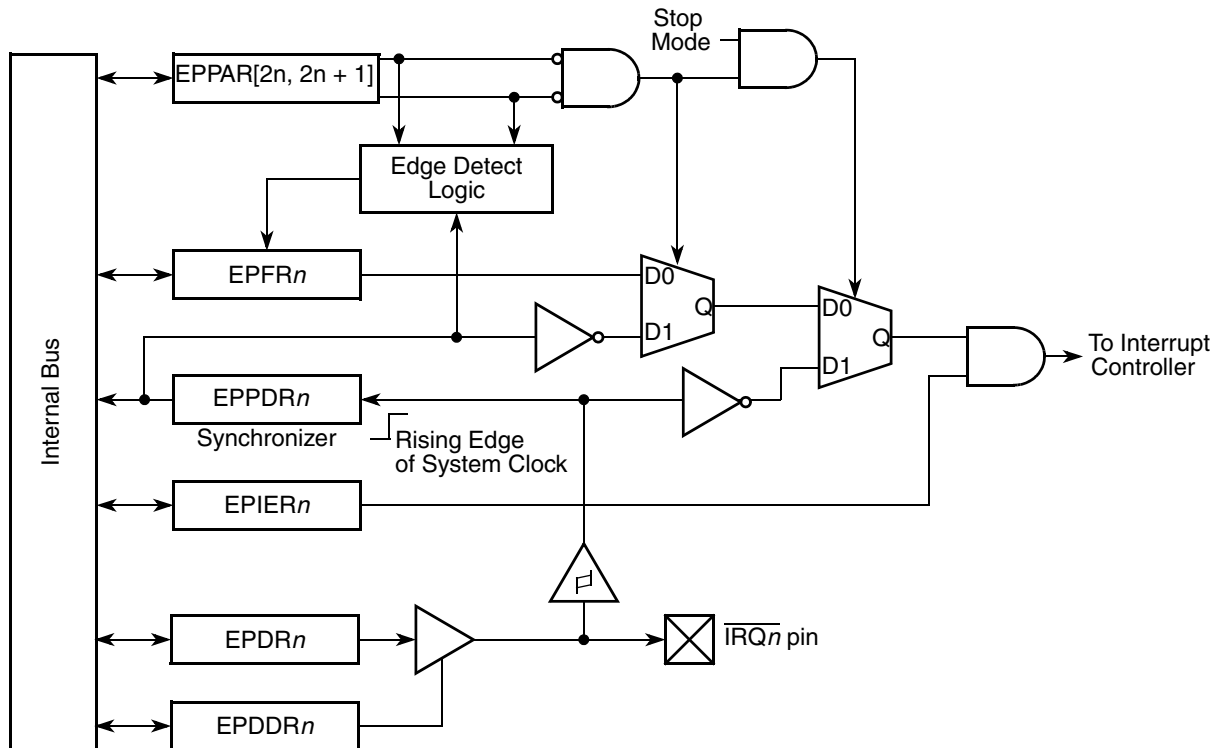 Stop
Mode
EPPAR[2n, 2n + 1]
Edge Detect
Logic
EPFRn
D0
Q
D1
D0
Q
D1
To Interrupt
Controller
Internal Bus
EPPDRn
Synchronizer
Rising Edge
of System Clock
EPIERn
EPDRn
IRQn pin
EPDDRn